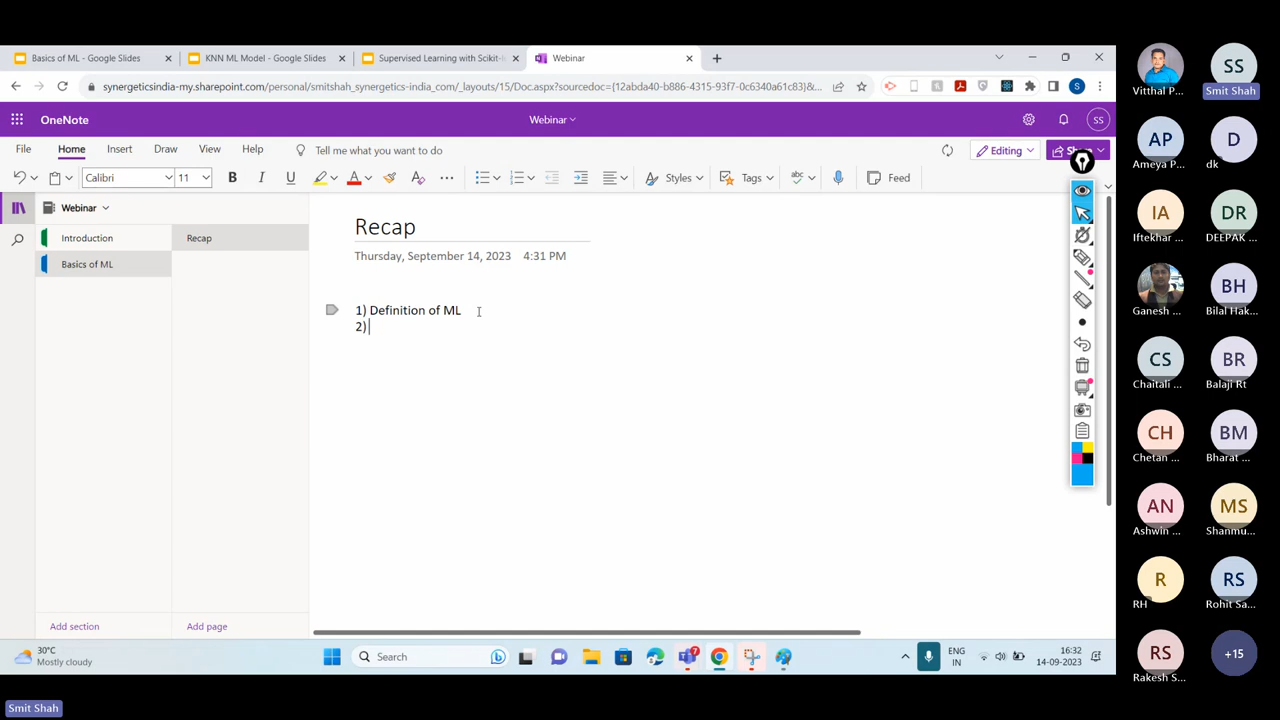 Basics of ML - Google Slides
KNN ML Model - Google Slides
Supervised Learning with Scikit-
Webinar
synergeticsindia-my.sharepoint.com/personal/smitshah_synergetics-india_com/_layouts/15/Doc.aspx?sourcedoc={12abda40-b886-4315-93f7-0c6340a61c83}&...
S
OneNote
Webinar
SS
File
Home
Insert
Draw
View
Help
Tell me what you want to do
Editing
Calibri
11
B
I
U
A
A
...
Styles
Tags
abc
Feed
Webinar
Introduction
Basics of ML
Recap
Recap
Thursday, September 14, 2023 4:31 PM
1) Definition of ML
2)
Add section
Add page
30°C
Mostly cloudy
Search
7
ENG
IN
16:32
14-09-2023
Smit Shah
Vitthal P...
SS
Smit Shah
AP
Ameya P...
D
dk
IA
Iftekhar ...
DR
DEEPAK ...
Ganesh ...
BH
Bilal Hak...
CS
Chaitali ...
BR
Balaji Rt
CH
Chetan ...
BM
Bharat ...
AN
Ashwin ...
MS
Shanmu...
R
RH
RS
Rohit Sa...
RS
Rakesh S...
+15